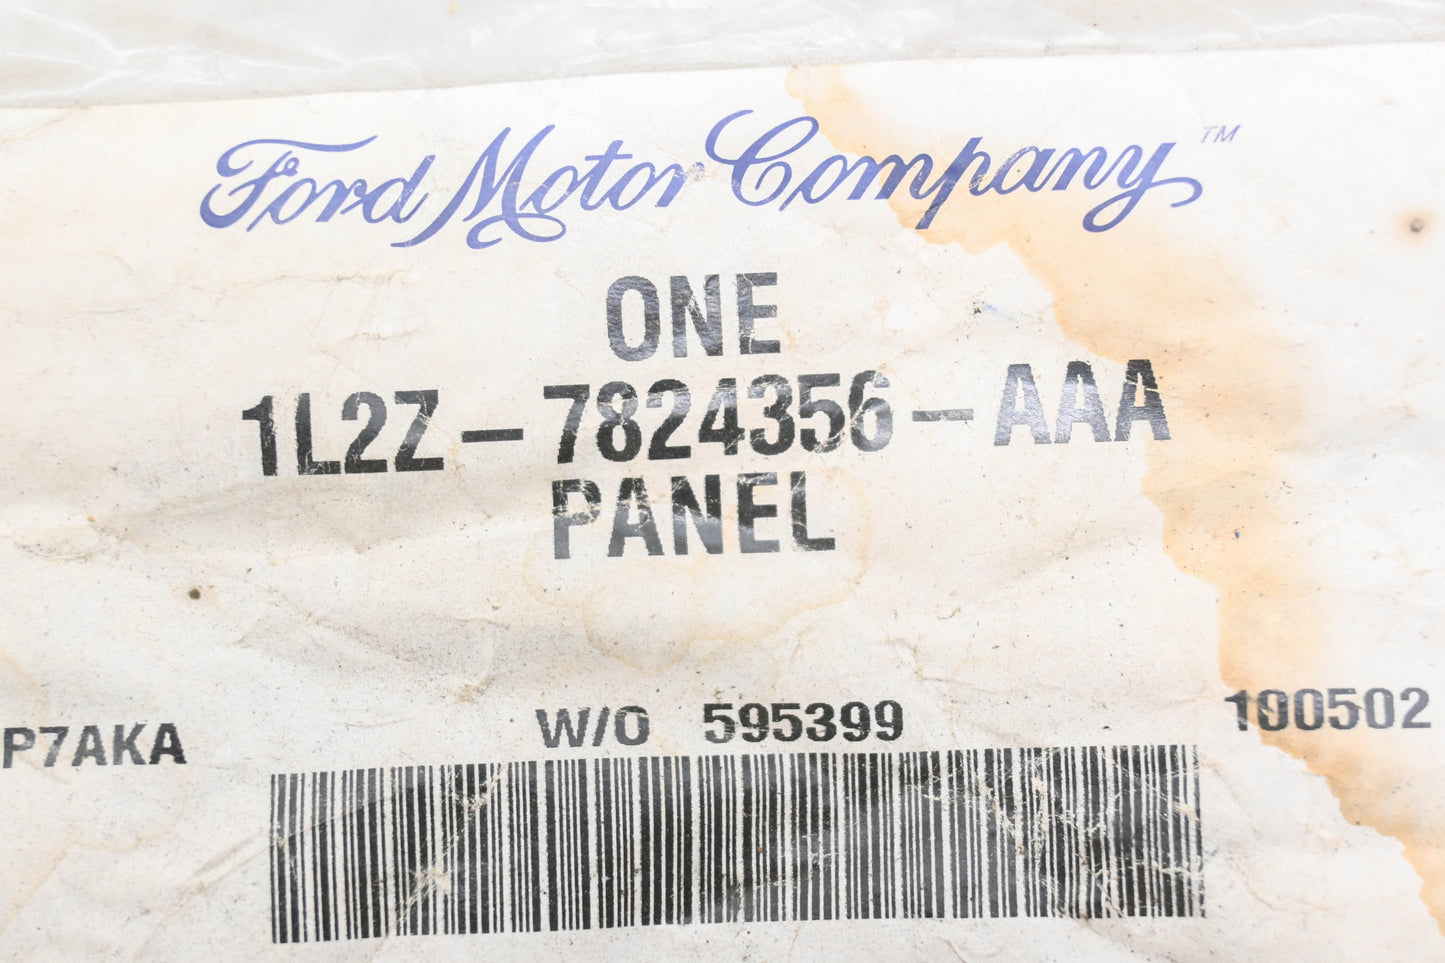 Ford Motor Company™
ONE
1L2Z-7824356-AAA
PANEL
P7AKA W/O 595399 100502